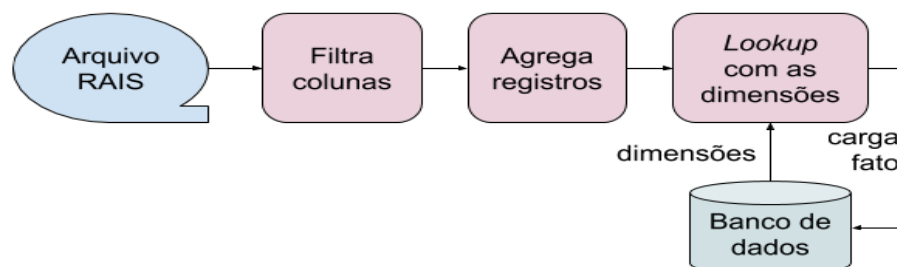 Arquivo
RAIS
Filtra
colunas
Agrega
registros
Lookup
com as
dimensões
dimensões
carga
fato
Banco de
dados